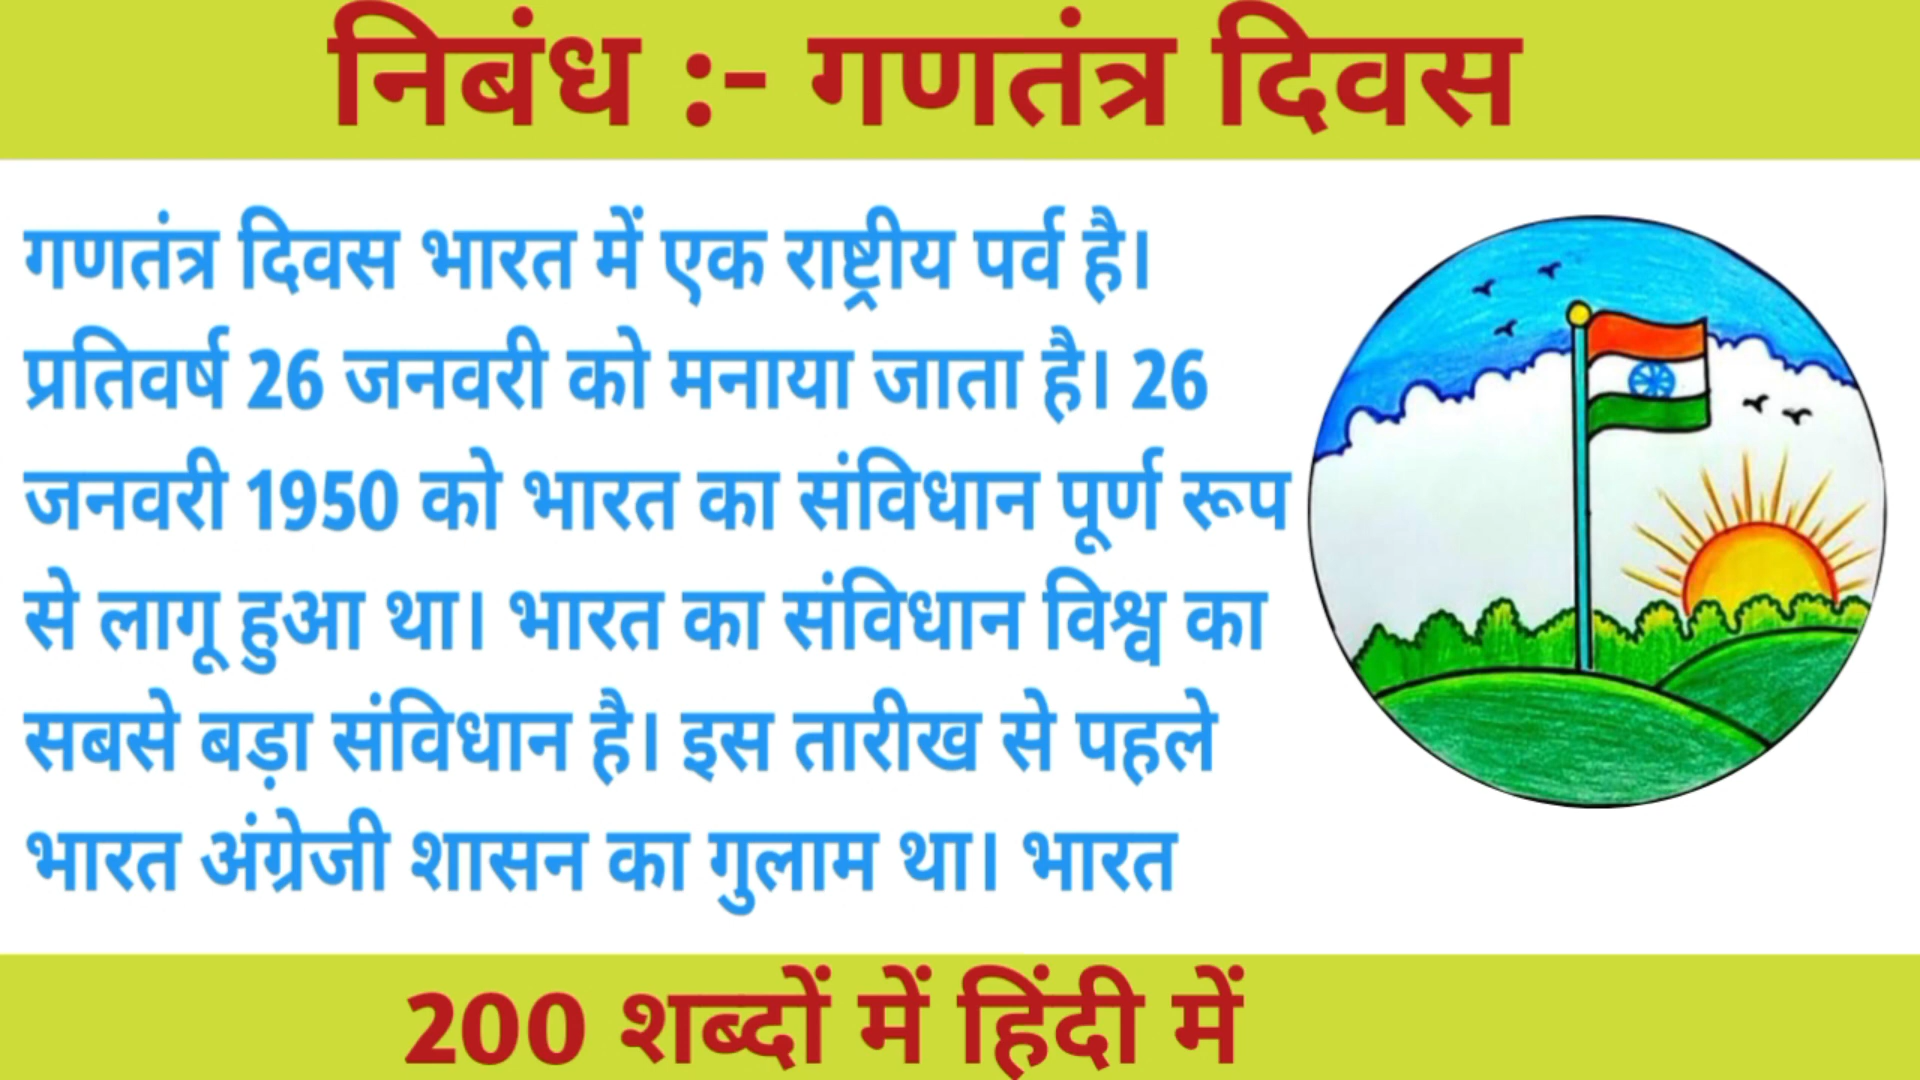 निबंध :- गणतंत्र दिवस
गणतंत्र दिवस भारत में एक राष्ट्रीय पर्व है।
प्रतिवर्ष 26 जनवरी को मनाया जाता है। 26
जनवरी 1950 को भारत का संविधान पूर्ण रूप
से लागू हुआ था। भारत का संविधान विश्व का
सबसे बड़ा संविधान है। इस तारीख से पहले
भारत अंग्रेजी शासन का गुलाम था। भारत
200 शब्दों में हिंदी में